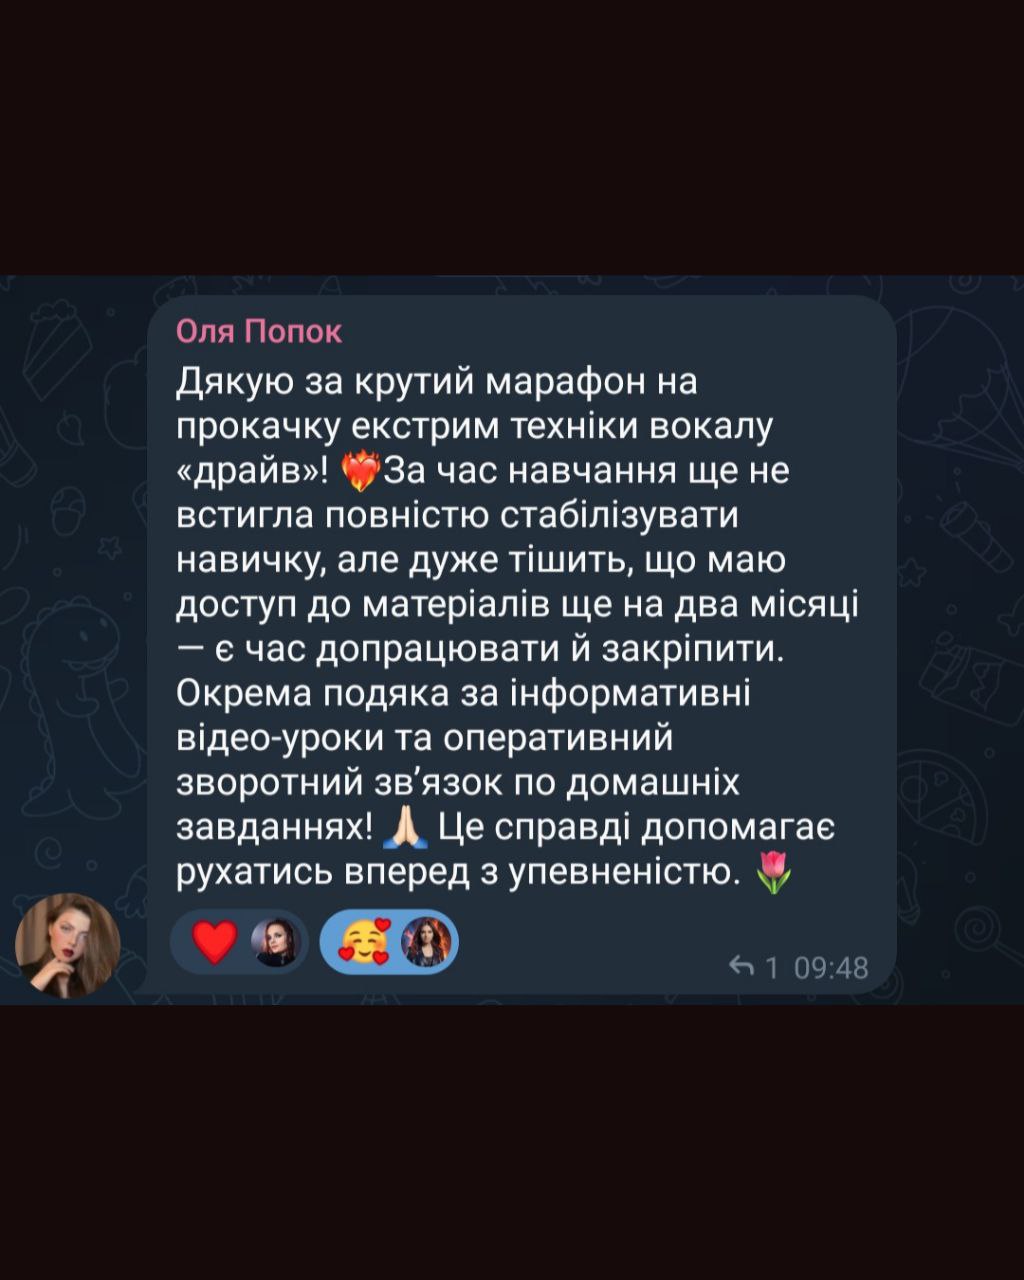 Оля Попок
Дякую за крутий марафон на
прокачку екстрим техніки вокалу
«драйв»! ❤️‍🔥За час навчання ще не
встигла повністю стабілізувати
навичку, але дуже тішить, що маю
доступ до матеріалів ще на два місяці
— є час допрацювати й закріпити.
Окрема подяка за інформативні
відео-уроки та оперативний
зворотний зв’язок по домашніх
завданнях! 🙏🏻 Це справді допомагає
рухатись вперед з упевненістю. 🌷
1 09:48